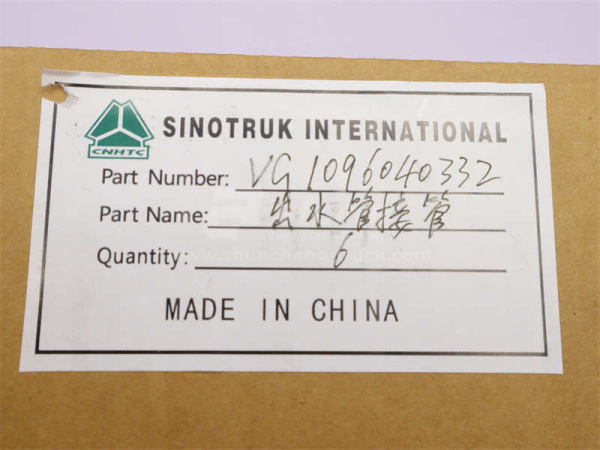 SINOTRUK INTERNATIONAL
CNHTC
Part Number: VG1096040332
Part Name: 出水管接管
Quantity: 6
MADE IN CHINA